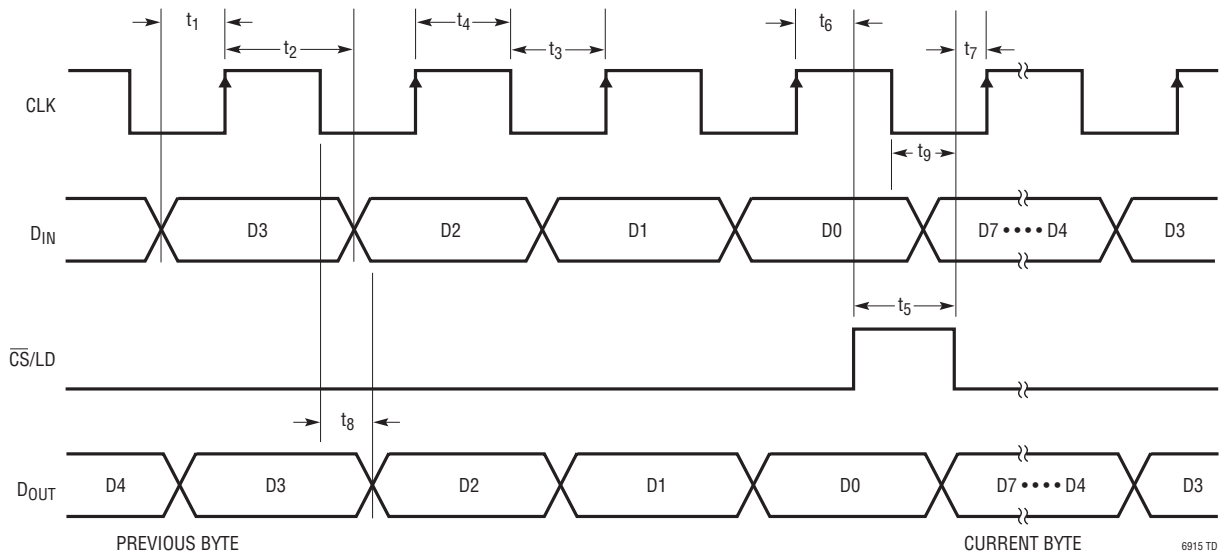 t1 t2 t4 t3 t6 t7
CLK
t9
DIN D3 D2 D1 D0 D7 •••• D4 D3
t5
CS/LD
t8
DOUT D4 D3 D2 D1 D0 D7 •••• D4 D3
PREVIOUS BYTE CURRENT BYTE 6915 TD